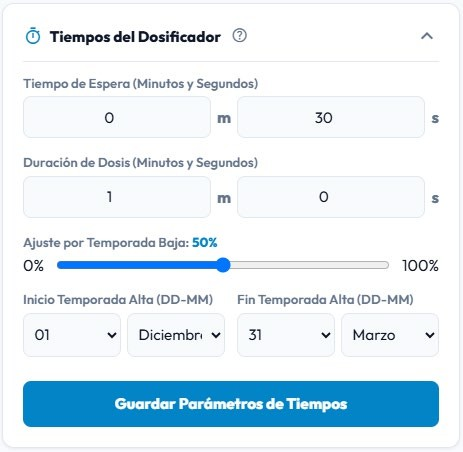 Tiempos del Dosificador ?
Tiempo de Espera (Minutos y Segundos)
0 m 30 s
Duración de Dosis (Minutos y Segundos)
1 m 0 s
Ajuste por Temporada Baja: 50%
0% 100%
Inicio Temporada Alta (DD-MM) Fin Temporada Alta (DD-MM)
01 Diciembr 31 Marzo
Guardar Parámetros de Tiempos